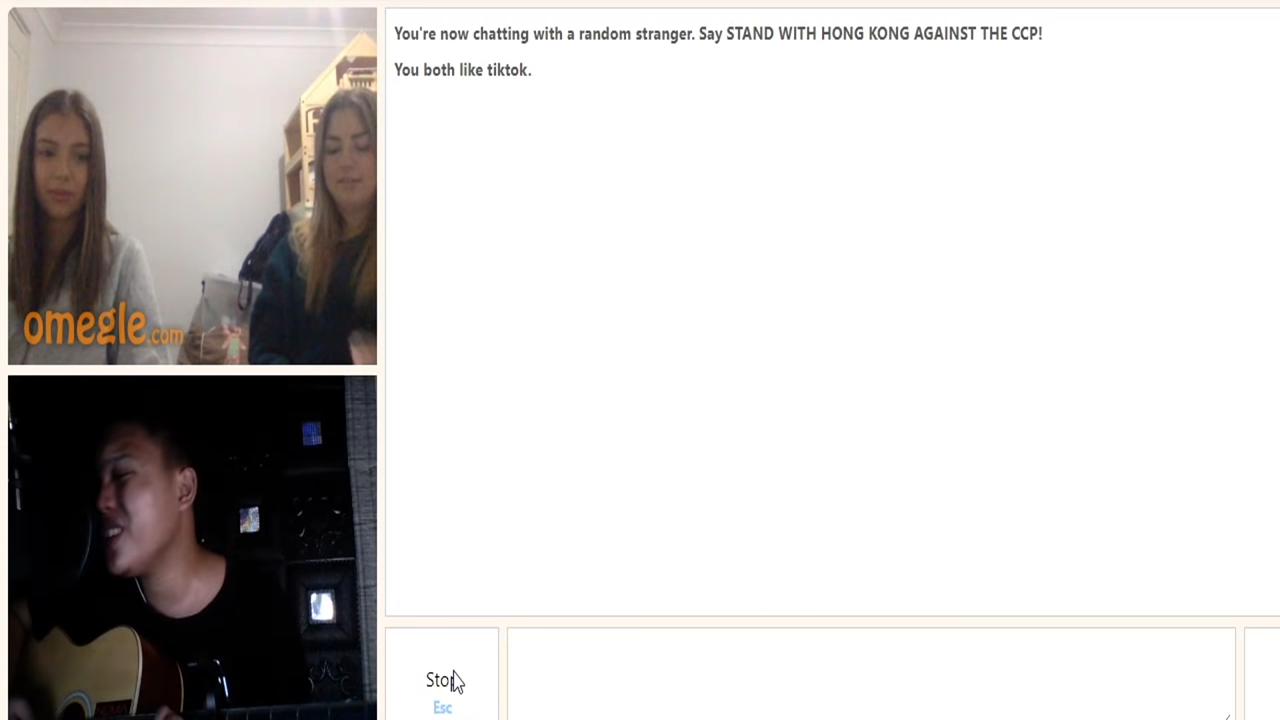 You're now chatting with a random stranger. Say STAND WITH HONG KONG AGAINST THE CCP!
You both like tiktok.
omegle.com
Stop
Esc